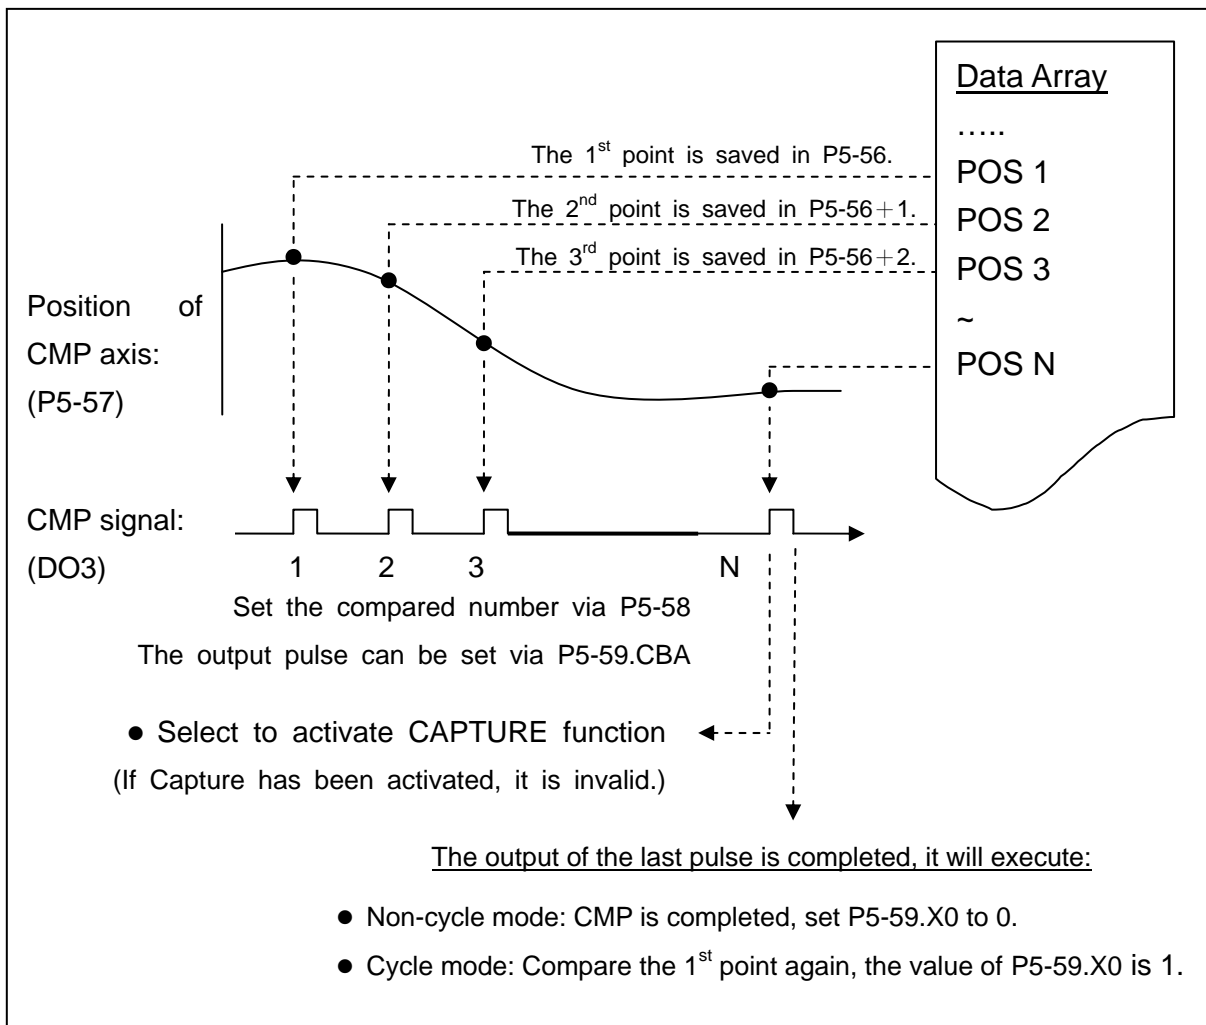 Data Array
.....
The 1st point is saved in P5-56.
POS 1
The 2nd point is saved in P5-56+1.
POS 2
The 3rd point is saved in P5-56+2.
POS 3
~
POS N
Position of
CMP axis:
(P5-57)
CMP signal:
(DO3)
1 2 3 N
Set the compared number via P5-58
The output pulse can be set via P5-59.CBA
● Select to activate CAPTURE function
(If Capture has been activated, it is invalid.)
The output of the last pulse is completed, it will execute:
● Non-cycle mode: CMP is completed, set P5-59.X0 to 0.
● Cycle mode: Compare the 1st point again, the value of P5-59.X0 is 1.